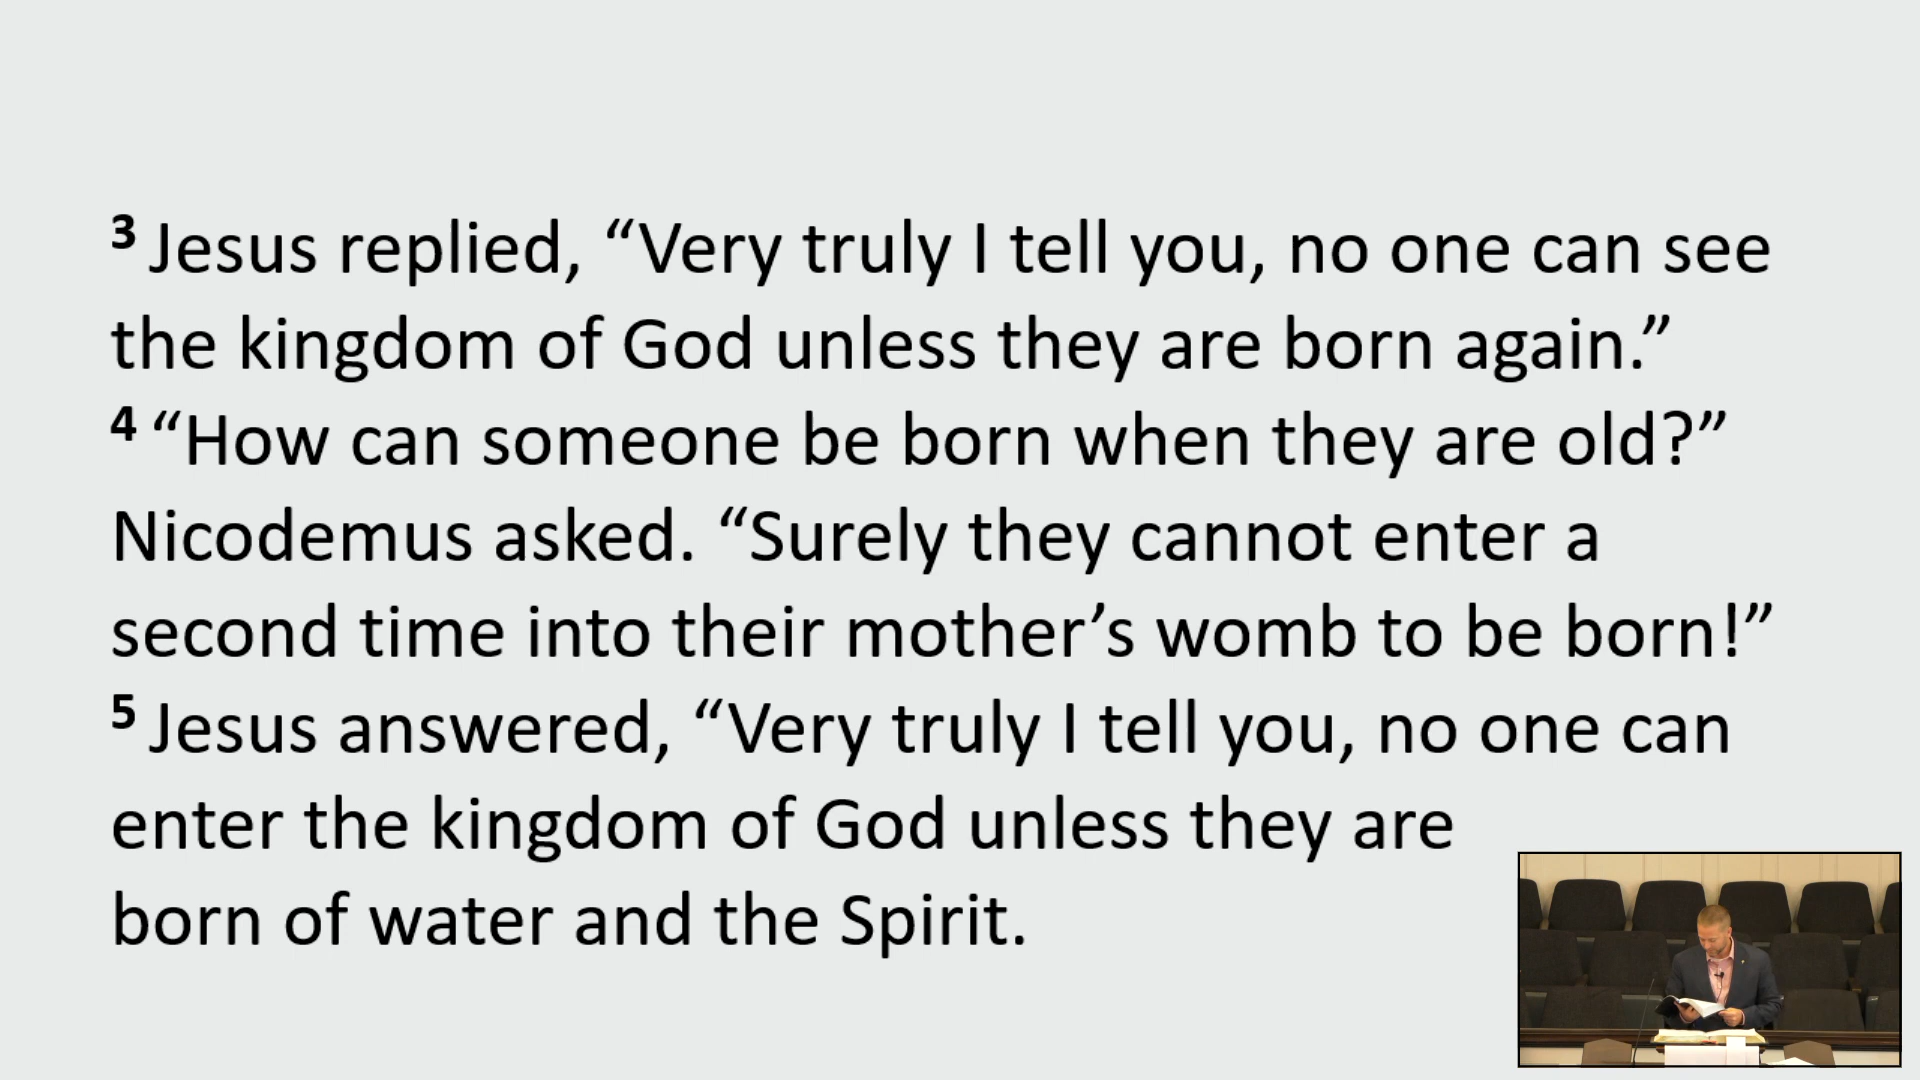 3 Jesus replied, “Very truly I tell you, no one can see
the kingdom of God unless they are born again.”
4 “How can someone be born when they are old?”
Nicodemus asked. “Surely they cannot enter a
second time into their mother’s womb to be born!”
5 Jesus answered, “Very truly I tell you, no one can
enter the kingdom of God unless they are
born of water and the Spirit.